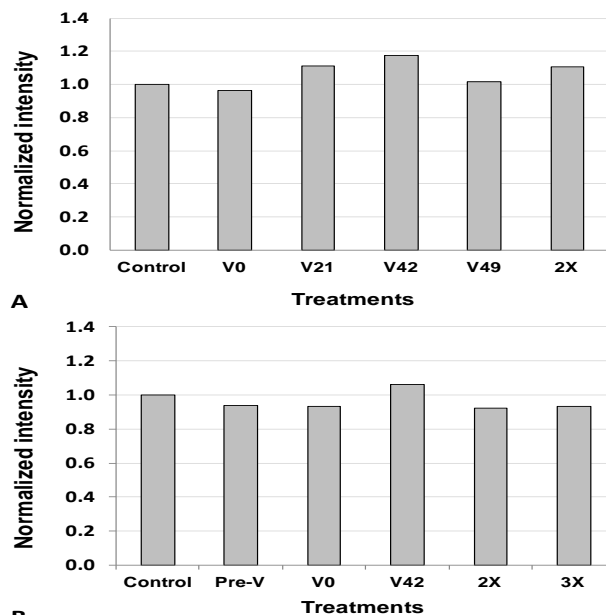 Normalized intensity
1.4
1.2
1.0
0.8
0.6
0.4
0.2
0.0
Control V0 V21 V42 V49 2X
A
Treatments
Normalized intensity
1.4
1.2
1.0
0.8
0.6
0.4
0.2
0.0
Control Pre-V V0 V42 2X 3X
Treatments